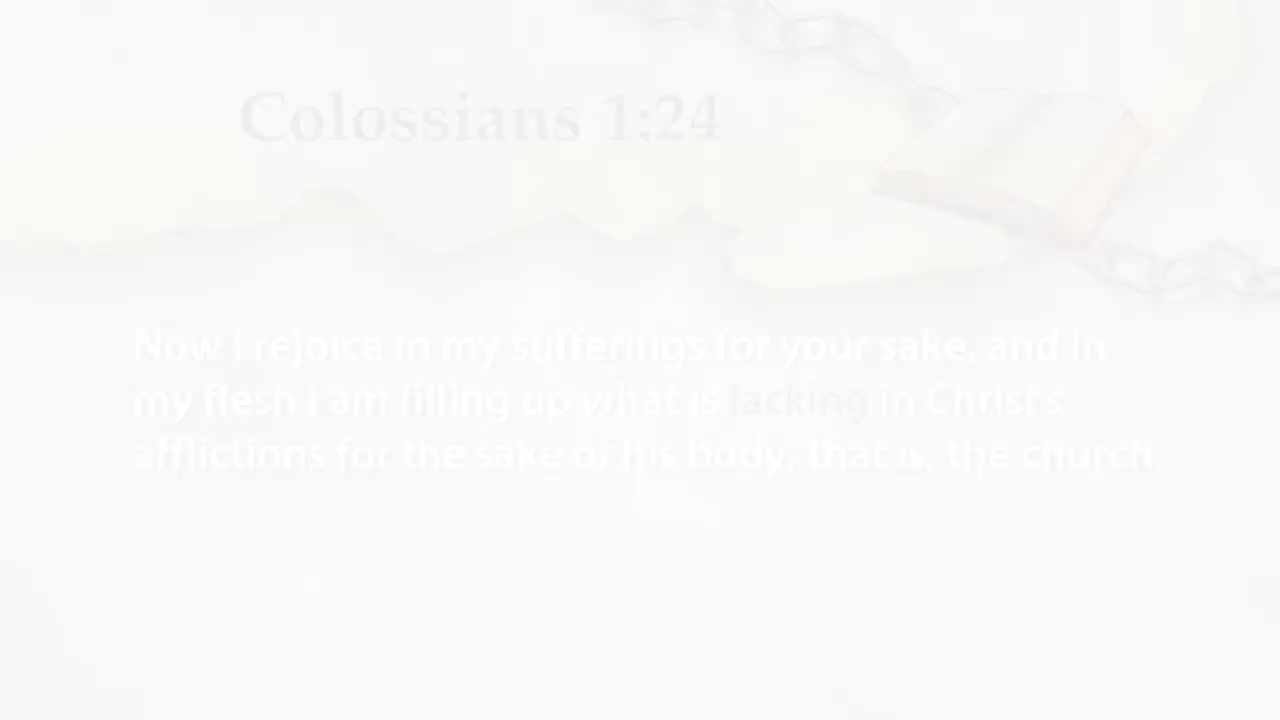 Colossians 1:24
Now I rejoice in my sufferings for your sake, and in
my flesh I am filling up what is lacking in Christ's
afflictions for the sake of his body, that is, the church